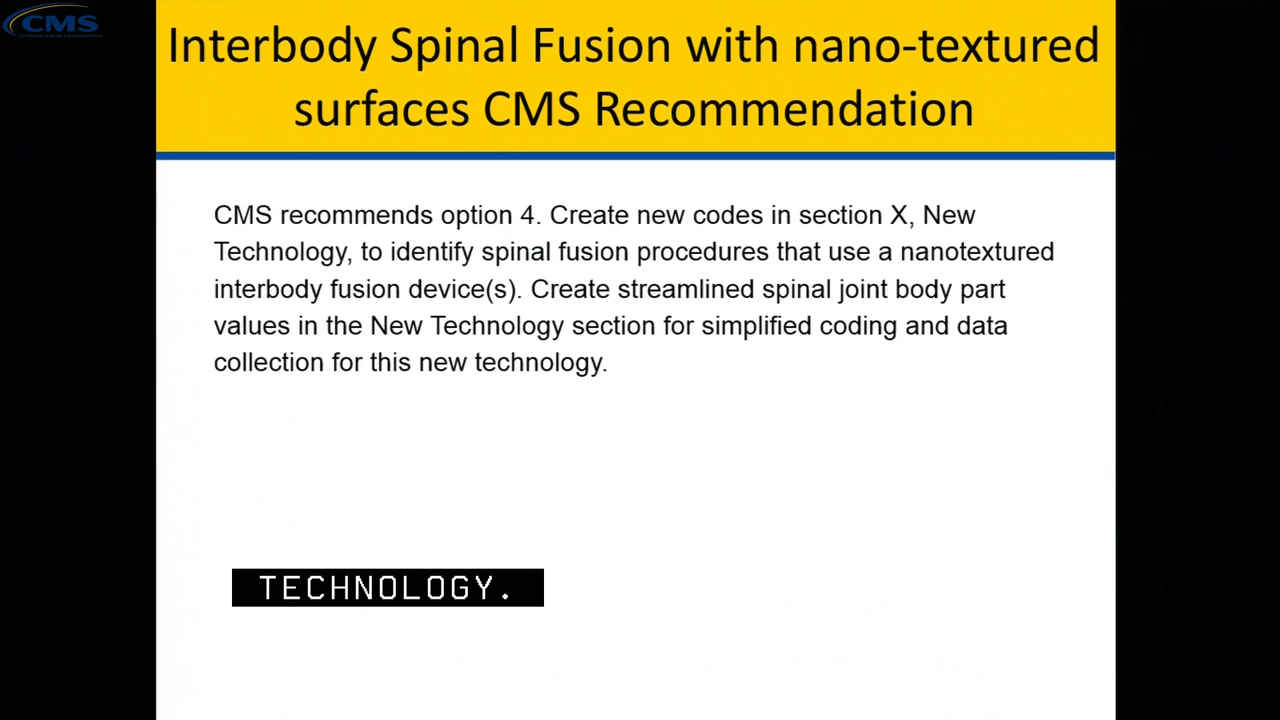 CMS
Interbody Spinal Fusion with nano-textured
surfaces CMS Recommendation
CMS recommends option 4. Create new codes in section X, New
Technology, to identify spinal fusion procedures that use a nanotextured
interbody fusion device(s). Create streamlined spinal joint body part
values in the New Technology section for simplified coding and data
collection for this new technology.
TECHNOLOGY.